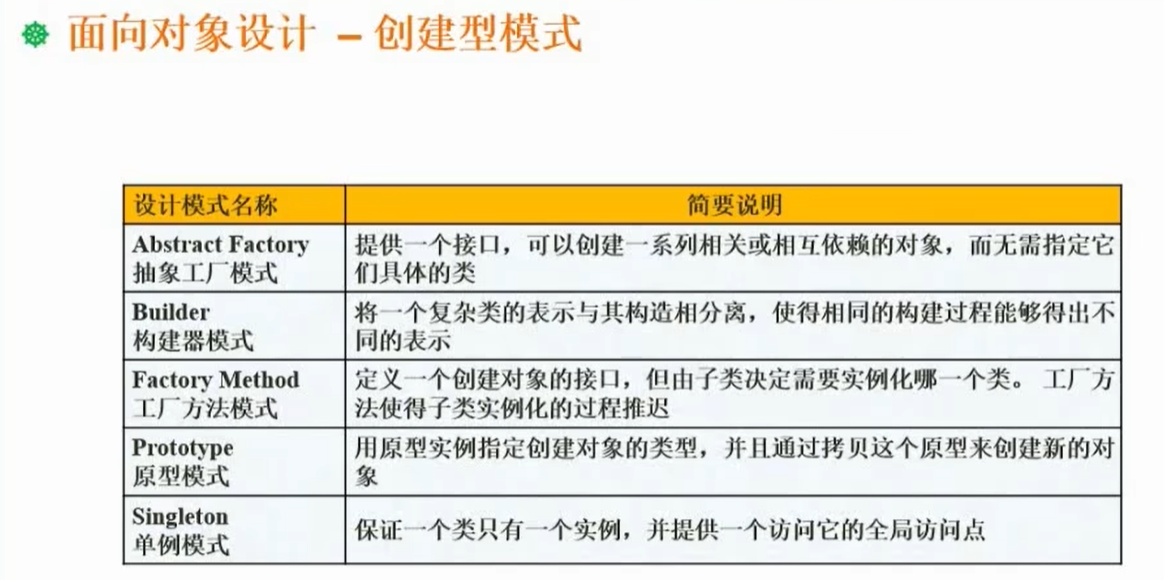 面向对象设计 – 创建型模式
设计模式名称
简要说明
Abstract Factory
抽象工厂模式
提供一个接口，可以创建一系列相关或相互依赖的对象，而无需指定它
们具体的类
Builder
构建器模式
将一个复杂类的表示与其构造相分离，使得相同的构建过程能够得出不
同的表示
Factory Method
工厂方法模式
定义一个创建对象的接口，但由子类决定需要实例化哪一个类。 工厂方
法使得子类实例化的过程推迟
Prototype
原型模式
用原型实例指定创建对象的类型，并且通过拷贝这个原型来创建新的对
象
Singleton
单例模式
保证一个类只有一个实例，并提供一个访问它的全局访问点